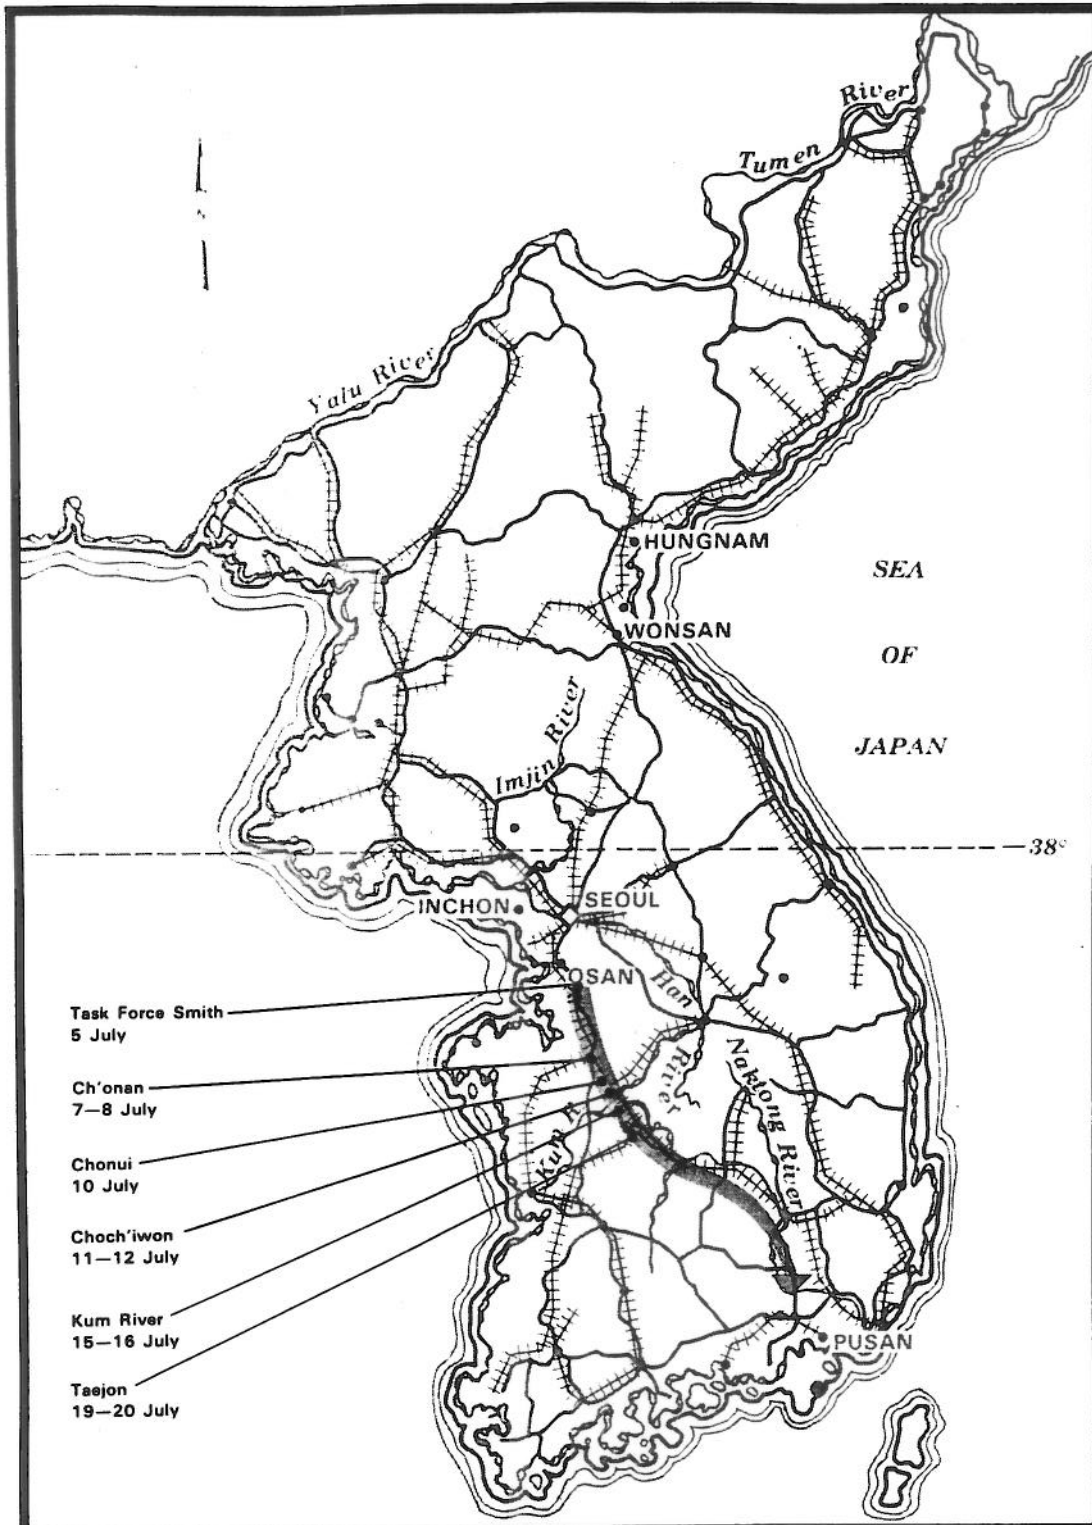 River
Tumen
Yalu River
HUNGNAM
SEA
WONSAN
OF
River
JAPAN
Imjin
38°
SEOUL
INCHON
OSAN
Han
Task Force Smith
5 July
River
Naktong River
Ch'onan
7—8 July
Kum R
Chonui
10 July
Choch'iwon
11—12 July
Kum River
15—16 July
PUSAN
Taejon
19—20 July